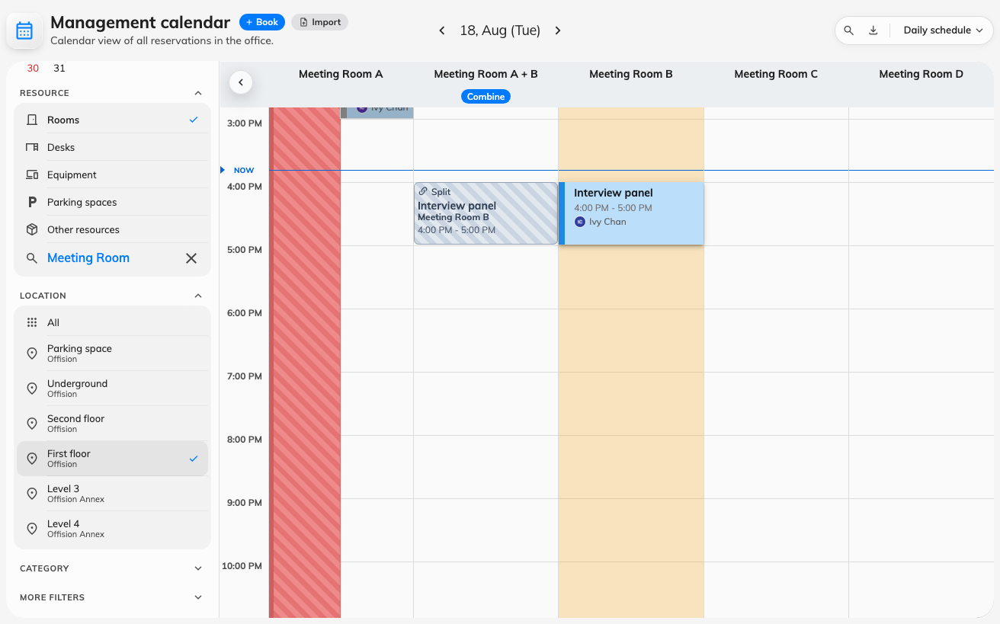 Management calendar
+ Book
Import
Calendar view of all reservations in the office.
18, Aug (Tue)
Daily schedule
30 31
RESOURCE
Rooms
Desks
Equipment
Parking spaces
Other resources
Meeting Room
LOCATION
All
Parking space
Offision
Underground
Offision
Second floor
Offision
First floor
Offision
Level 3
Offision Annex
Level 4
Offision Annex
CATEGORY
MORE FILTERS
Meeting Room A
Meeting Room A + B
Combine
Meeting Room B
Meeting Room C
Meeting Room D
IC Ivy Chan
3:00 PM
NOW
4:00 PM
Split
Interview panel
Meeting Room B
4:00 PM - 5:00 PM
Interview panel
4:00 PM - 5:00 PM
IC Ivy Chan
5:00 PM
6:00 PM
7:00 PM
8:00 PM
9:00 PM
10:00 PM